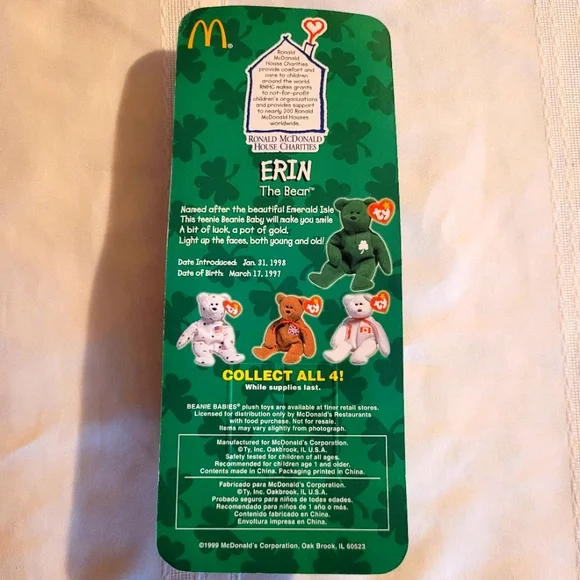 Ronald
McDonald
House Charities
provide comfort and
care to children
around the world.
RMHC makes grants
to not-for-profit
children's organizations
and provides support
to nearly 200 Ronald
McDonald Houses
worldwide.
RONALD McDONALD
HOUSE CHARITIES
ERIN
The Bear™
Named after the beautiful Emerald Isle
This teenie Beanie Baby will make you smile
A bit of luck, a pot of gold,
Light up the faces, both young and old!
Date Introduced: Jan. 31, 1998
Date of Birth: March 17, 1997
ty
ty
ty
ty
COLLECT ALL 4!
While supplies last.
BEANIE BABIES® plush toys are available at finer retail stores.
Licensed for distribution only by McDonald's Restaurants
with food purchase. Not for resale.
Items may vary slightly from photograph.
Manufactured for McDonald's Corporation.
©Ty, Inc. Oakbrook, IL U.S.A.
Safety tested for children of all ages.
Recommended for children age 1 and older.
Contents made in China. Packaging printed in China.
Fabricado para McDonald's Corporation.
©Ty, Inc. Oakbrook, IL U.S.A.
Probado seguro para niños de todas edades.
Recomendado para niños de 1 año o más.
Contenido fabricado en China.
Envoltura impresa en China.
©1999 McDonald's Corporation, Oak Brook, IL 60523